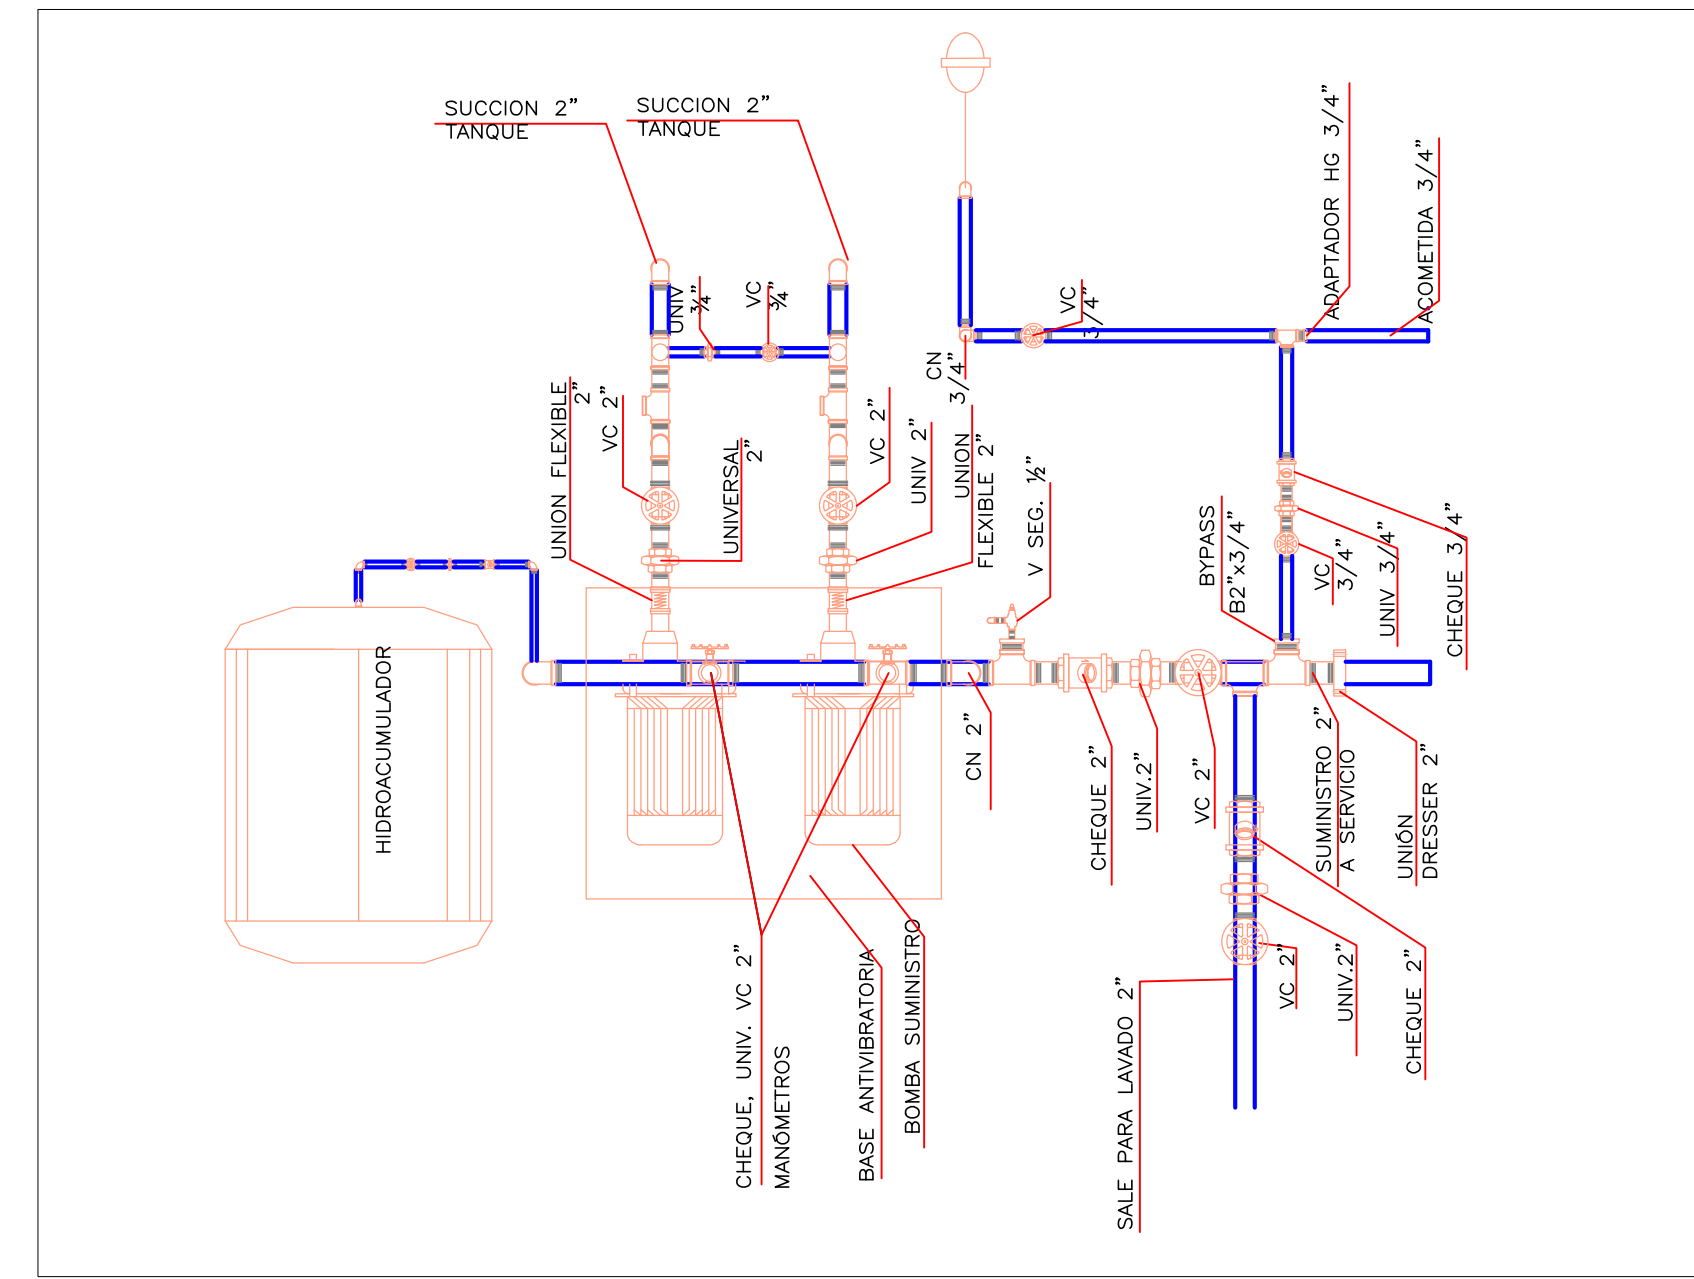 SUCCION 2”
TANQUE
SUCCION 2”
TANQUE
ADAPTADOR HG 3/4”
ACOMETIDA 3/4”
UNIV
3/4”
VC
3/4”
VC
3/4”
CN
3/4”
UNION FLEXIBLE
2”
VC 2”
UNIVERSAL
2”
VC 2”
UNIV 2”
UNION
FLEXIBLE 2”
V SEG. ½”
BYPASS
B2”x3/4”
VC
3/4”
UNIV 3/4”
CHEQUE 3/4”
HIDROACUMULADOR
CN 2”
CHEQUE 2”
UNIV.2”
VC 2”
SUMINISTRO 2”
A SERVICIO
UNIÓN
DRESSER 2”
CHEQUE, UNIV. VC 2”
MANÓMETROS
BASE ANTIVIBRATORIA
BOMBA SUMINISTRO
SALE PARA LAVADO 2”
VC 2”
UNIV.2”
CHEQUE 2”